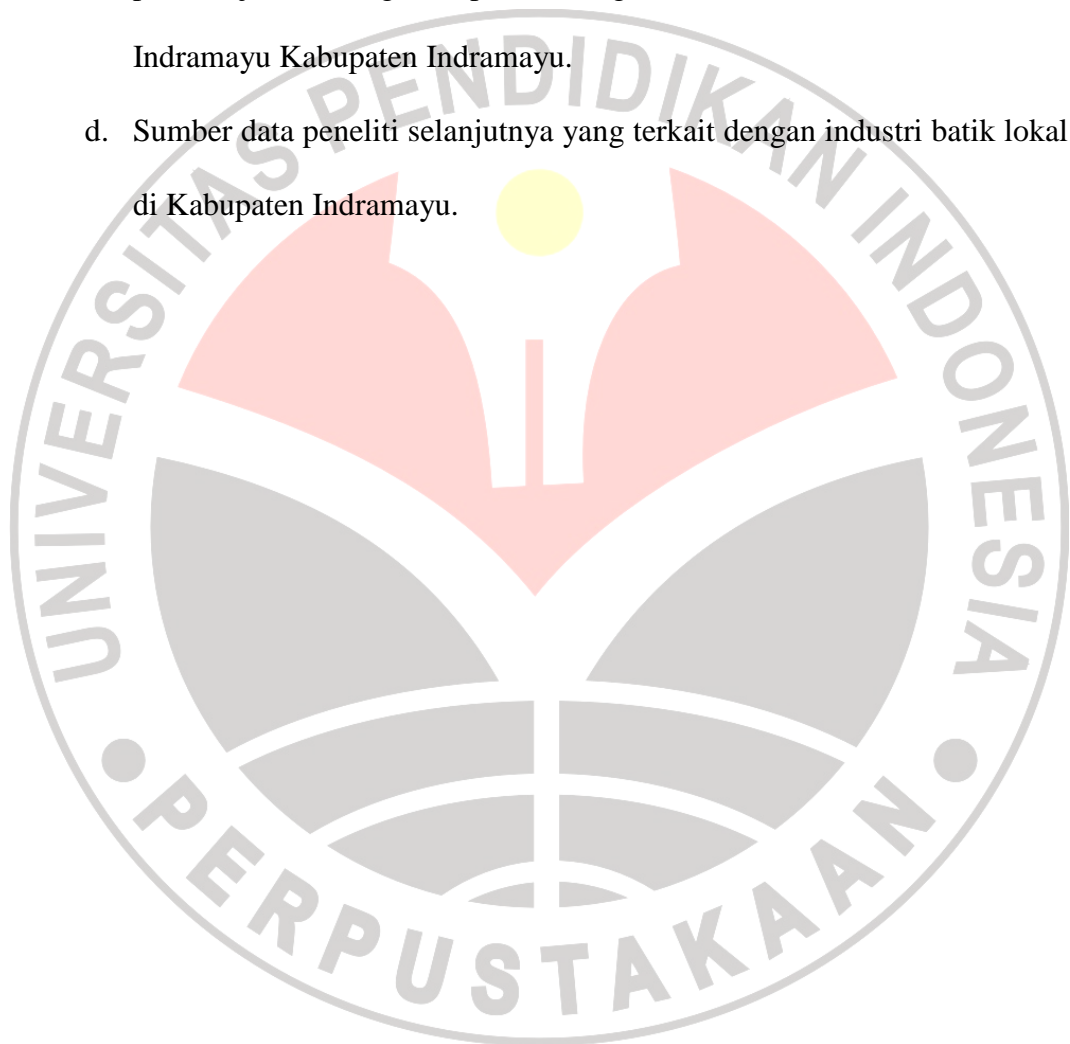 Indramayu Kabupaten Indramayu.
d. Sumber data peneliti selanjutnya yang terkait dengan industri batik lokal
di Kabupaten Indramayu.
UNIVERSITAS PENDIDIKAN INDONESIA
PERPUSTAKAAN